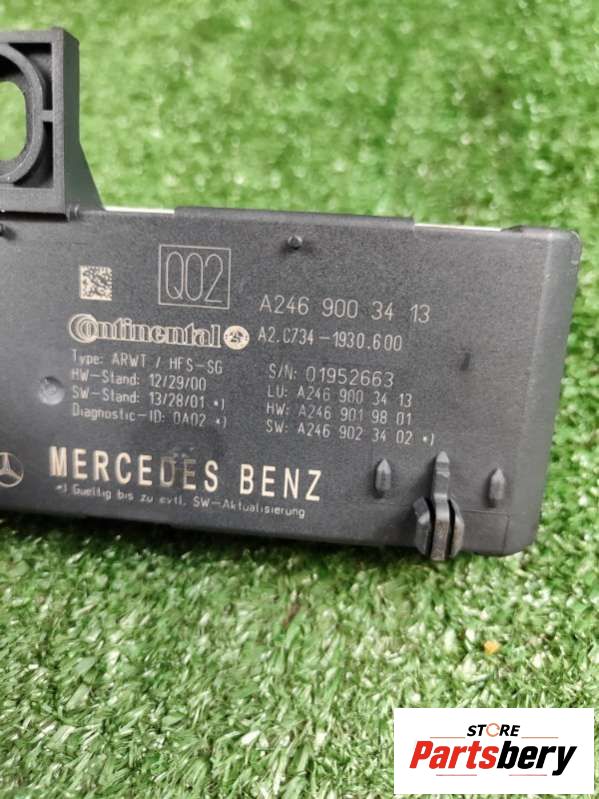 Q02
A246 900 34 13
Continental
A2.C734-1930.600
Type: ARWT / HFS-SG
HW-Stand: 12/29/00
SW-Stand: 13/28/01 *)
Diagnostic-ID: 0A02 *)
S/N: 01952663
LU: A246 900 34 13
HW: A246 901 98 01
SW: A246 902 34 02 *)
MERCEDES BENZ
*) Gueltig bis zu evtl. SW-Aktualisierung
STORE
Partsbery